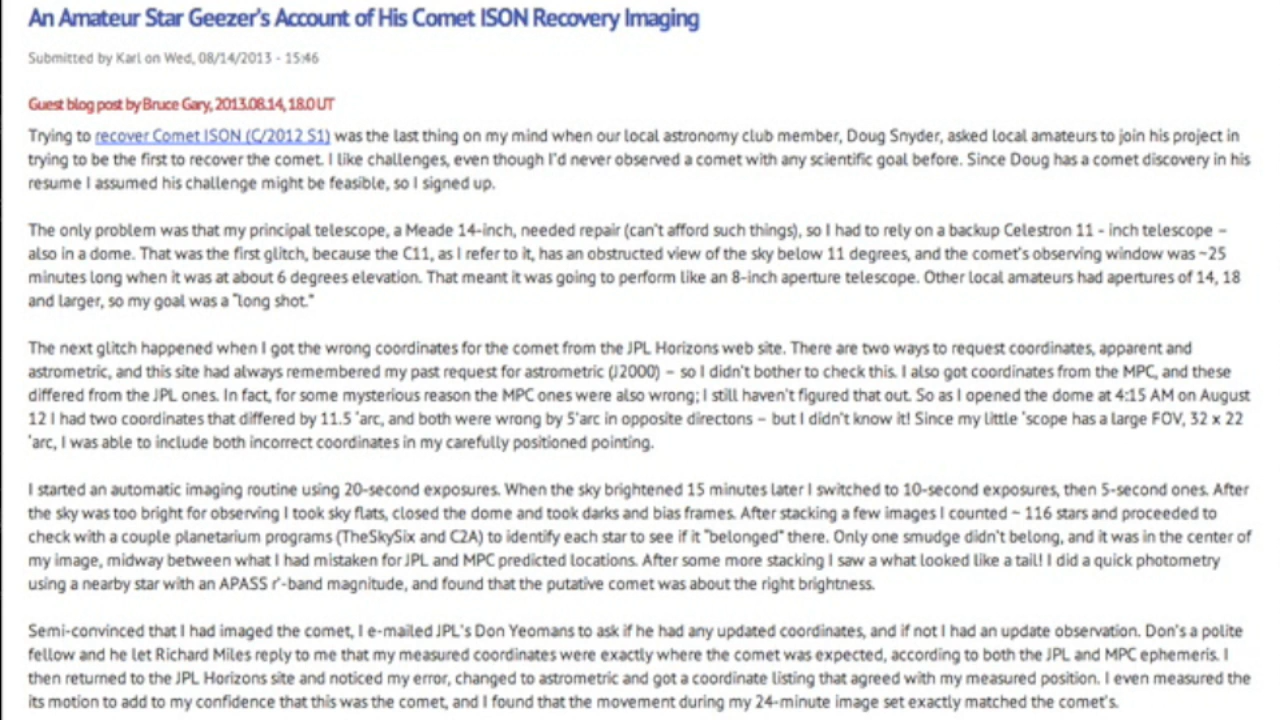 An Amateur Star Geezer's Account of His Comet ISON Recovery Imaging
Submitted by Karl on Wed, 08/14/2013 - 15:46
Guest blog post by Bruce Gary, 2013.08.14, 18.0 UT
Trying to recover Comet ISON (C/2012 S1) was the last thing on my mind when our local astronomy club member, Doug Snyder, asked local amateurs to join his project in
trying to be the first to recover the comet. I like challenges, even though I'd never observed a comet with any scientific goal before. Since Doug has a comet discovery in his
resume I assumed his challenge might be feasible, so I signed up.
The only problem was that my principal telescope, a Meade 14-inch, needed repair (can't afford such things), so I had to rely on a backup Celestron 11 - inch telescope –
also in a dome. That was the first glitch, because the C11, as I refer to it, has an obstructed view of the sky below 11 degrees, and the comet's observing window was ~25
minutes long when it was at about 6 degrees elevation. That meant it was going to perform like an 8-inch aperture telescope. Other local amateurs had apertures of 14, 18
and larger, so my goal was a "long shot."
The next glitch happened when I got the wrong coordinates for the comet from the JPL Horizons web site. There are two ways to request coordinates, apparent and
astrometric, and this site had always remembered my past request for astrometric (J2000) – so I didn't bother to check this. I also got coordinates from the MPC, and these
differed from the JPL ones. In fact, for some mysterious reason the MPC ones were also wrong; I still haven't figured that out. So as I opened the dome at 4:15 AM on August
12 I had two coordinates that differed by 11.5 'arc, and both were wrong by 5'arc in opposite directons – but I didn't know it! Since my little 'scope has a large FOV, 32 x 22
'arc, I was able to include both incorrect coordinates in my carefully positioned pointing.
I started an automatic imaging routine using 20-second exposures. When the sky brightened 15 minutes later I switched to 10-second exposures, then 5-second ones. After
the sky was too bright for observing I took sky flats, closed the dome and took darks and bias frames. After stacking a few images I counted ~ 116 stars and proceeded to
check with a couple planetarium programs (TheSkySix and C2A) to identify each star to see if it "belonged" there. Only one smudge didn't belong, and it was in the center of
my image, midway between what I had mistaken for JPL and MPC predicted locations. After some more stacking I saw a what looked like a tail! I did a quick photometry
using a nearby star with an APASS r'-band magnitude, and found that the putative comet was about the right brightness.
Semi-convinced that I had imaged the comet, I e-mailed JPL's Don Yeomans to ask if he had any updated coordinates, and if not I had an update observation. Don's a polite
fellow and he let Richard Miles reply to me that my measured coordinates were exactly where the comet was expected, according to both the JPL and MPC ephemeris. I
then returned to the JPL Horizons site and noticed my error, changed to astrometric and got a coordinate listing that agreed with my measured position. I even measured the
its motion to add to my confidence that this was the comet, and I found that the movement during my 24-minute image set exactly matched the comet's.